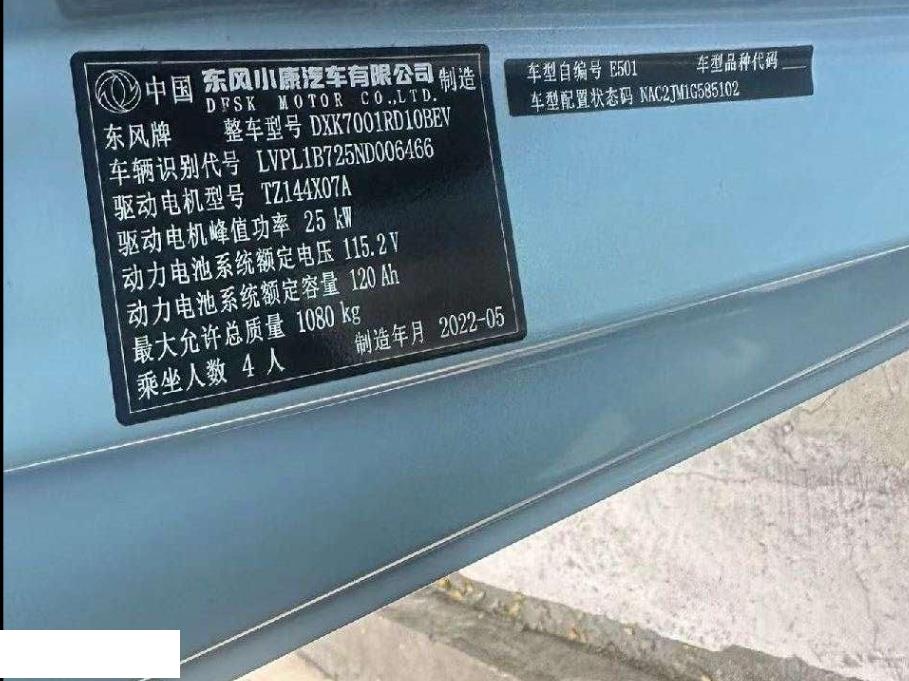 中国 东风小康汽车有限公司 制造
DFSK MOTOR CO.,LTD.
东风牌 整车型号 DXK7001RD10BEV
车辆识别代号 LVPL1B725ND006466
驱动电机型号 TZ144X07A
驱动电机峰值功率 25 kW
动力电池系统额定电压 115.2V
动力电池系统额定容量 120 Ah
最大允许总质量 1080 kg
乘坐人数 4 人 制造年月 2022-05
车型自编号 E501 车型品种代码
车型配置状态码 NAC2JM1G585102